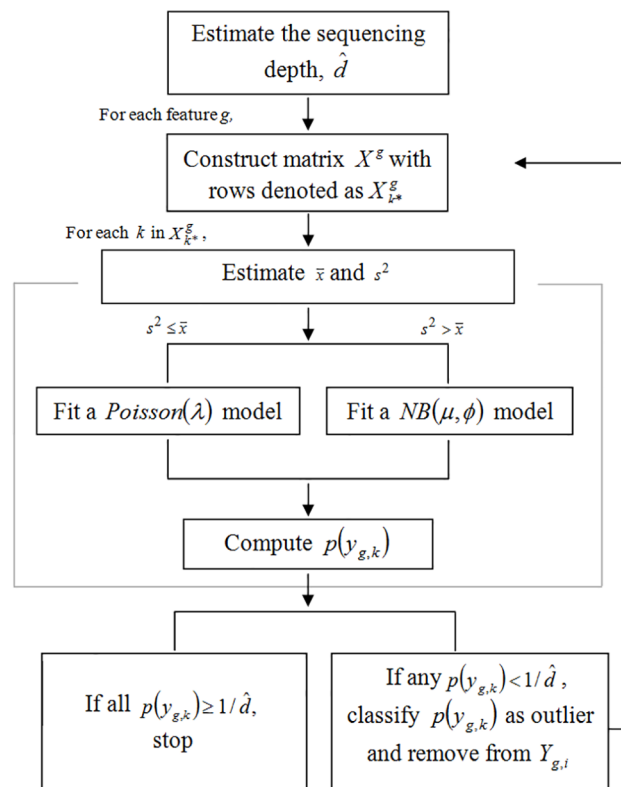 Estimate the sequencing
depth, d̂
For each feature g,
Construct matrix X^g with
rows denoted as X^g_{k*}
For each k in X^g_{k*},
Estimate x̄ and s²
s² ≤ x̄
s² > x̄
Fit a Poisson(λ) model
Fit a NB(μ,ϕ) model
Compute p(y_{g,k})
If all p(y_{g,k}) ≥ 1/d̂,
stop
If any p(y_{g,k}) < 1/d̂,
classify p(y_{g,k}) as outlier
and remove from Y_{g,i}